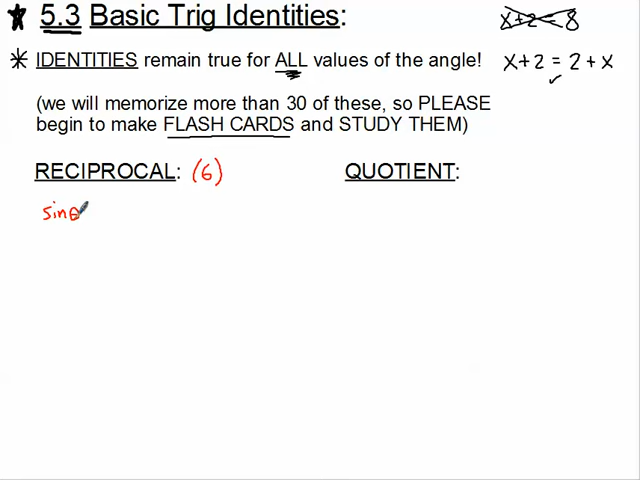 ★ 5.3 Basic Trig Identities:
x+2=8
* IDENTITIES remain true for ALL values of the angle!
x+2 = 2+x ✓
(we will memorize more than 30 of these, so PLEASE
begin to make FLASH CARDS and STUDY THEM)
RECIPROCAL: (6)
QUOTIENT:
sinθ